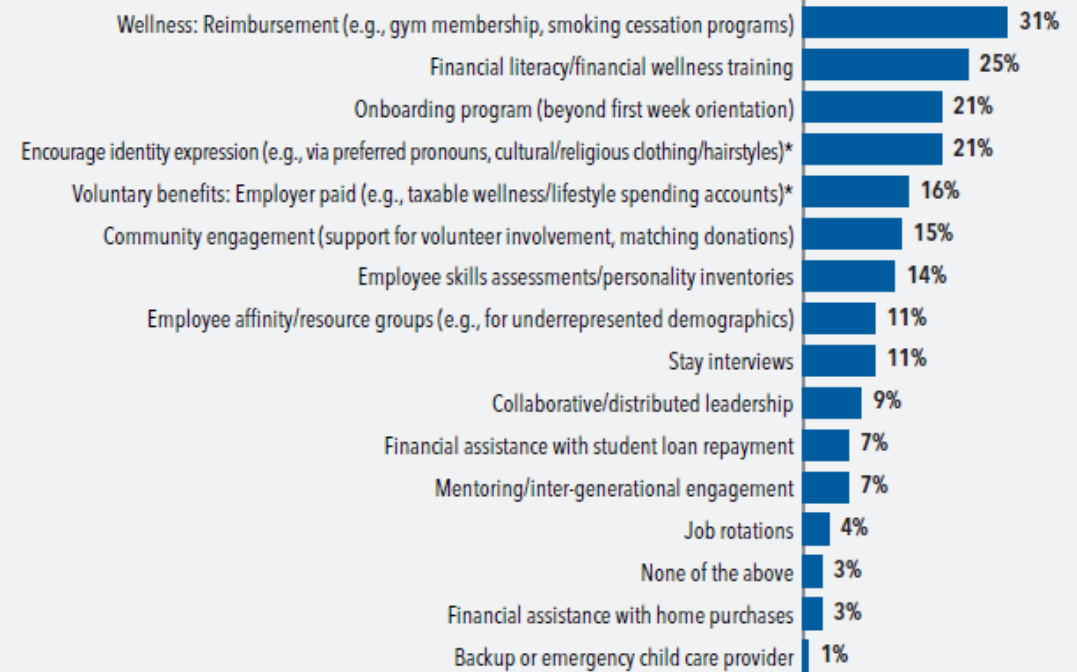 Wellness: Reimbursement (e.g., gym membership, smoking cessation programs) 31%
Financial literacy/financial wellness training 25%
Onboarding program (beyond first week orientation) 21%
Encourage identity expression (e.g., via preferred pronouns, cultural/religious clothing/hairstyles)* 21%
Voluntary benefits: Employer paid (e.g., taxable wellness/lifestyle spending accounts)* 16%
Community engagement (support for volunteer involvement, matching donations) 15%
Employee skills assessments/personality inventories 14%
Employee affinity/resource groups (e.g., for underrepresented demographics) 11%
Stay interviews 11%
Collaborative/distributed leadership 9%
Financial assistance with student loan repayment 7%
Mentoring/inter-generational engagement 7%
Job rotations 4%
None of the above 3%
Financial assistance with home purchases 3%
Backup or emergency child care provider 1%